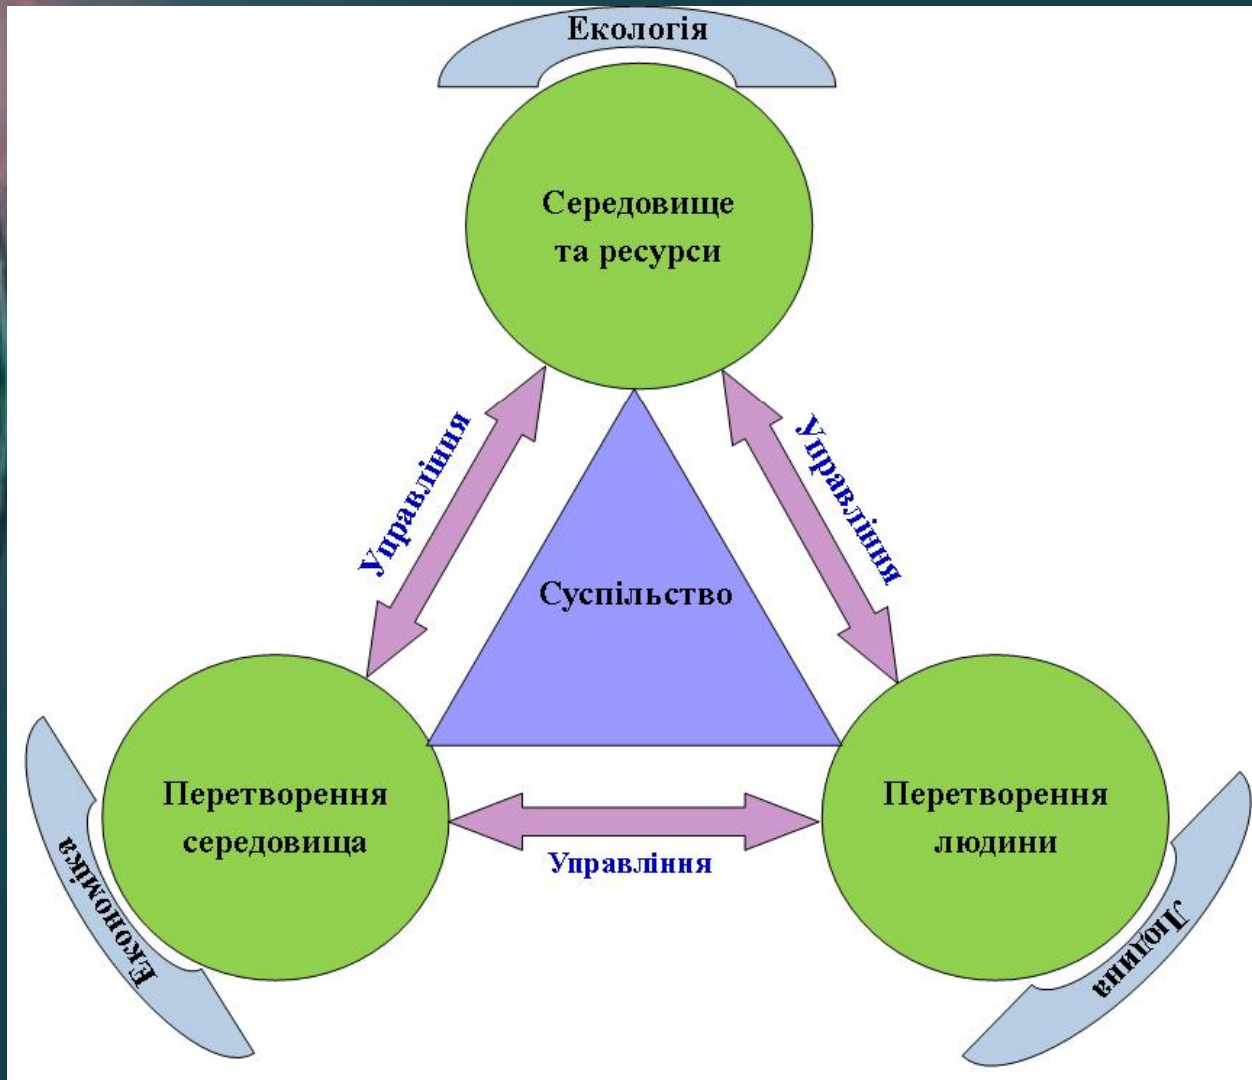 Екологія
Середовище
та ресурси
Управління
Управління
Суспільство
Перетворення
середовища
Перетворення
людини
Управління
Економіка
Людина